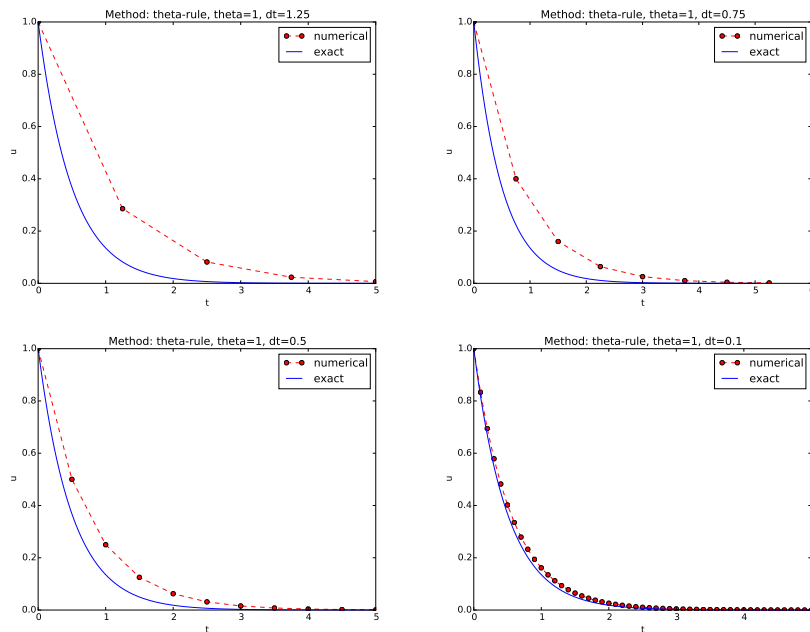 Method: theta-rule, theta=1, dt=1.25
numerical
exact
1.0
0.8
0.6
0.4
0.2
0.0
u
0 1 2 3 4 5
t
Method: theta-rule, theta=1, dt=0.75
numerical
exact
1.0
0.8
0.6
0.4
0.2
0.0
u
0 1 2 3 4 5
t
Method: theta-rule, theta=1, dt=0.5
numerical
exact
1.0
0.8
0.6
0.4
0.2
0.0
u
0 1 2 3 4 5
t
Method: theta-rule, theta=1, dt=0.1
numerical
exact
1.0
0.8
0.6
0.4
0.2
0.0
u
0 1 2 3 4
t